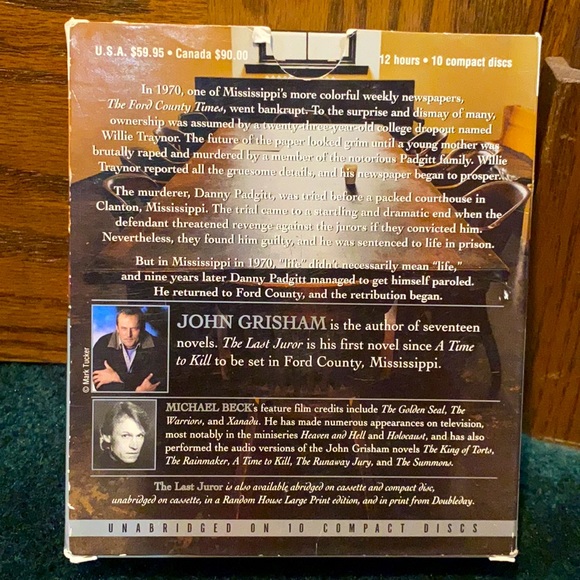 U.S.A. $59.95 • Canada $90.00
12 hours • 10 compact discs
In 1970, one of Mississippi's more colorful weekly newspapers,
The Ford County Times, went bankrupt. To the surprise and dismay of many,
ownership was assumed by a twenty-three-year-old college dropout named
Willie Traynor. The future of the paper looked grim until a young mother was
brutally raped and murdered by a member of the notorious Padgitt family. Willie
Traynor reported all the gruesome details, and his newspaper began to prosper.
The murderer, Danny Padgitt, was tried before a packed courthouse in
Clanton, Mississippi. The trial came to a startling and dramatic end when the
defendant threatened revenge against the jurors if they convicted him.
Nevertheless, they found him guilty, and he was sentenced to life in prison.
But in Mississippi in 1970, "life" didn't necessarily mean "life,"
and nine years later Danny Padgitt managed to get himself paroled.
He returned to Ford County, and the retribution began.
© Mark Tucker
JOHN GRISHAM is the author of seventeen
novels. The Last Juror is his first novel since A Time
to Kill to be set in Ford County, Mississippi.
MICHAEL BECK's feature film credits include The Golden Seal, The
Warriors, and Xanadu. He has made numerous appearances on television,
most notably in the miniseries Heaven and Hell and Holocaust, and has also
performed the audio versions of the John Grisham novels The King of Torts,
The Rainmaker, A Time to Kill, The Runaway Jury, and The Summons.
The Last Juror is also available abridged on cassette and compact disc,
unabridged on cassette, in a Random House Large Print edition, and in print from Doubleday.
UNABRIDGED ON 10 COMPACT DISCS